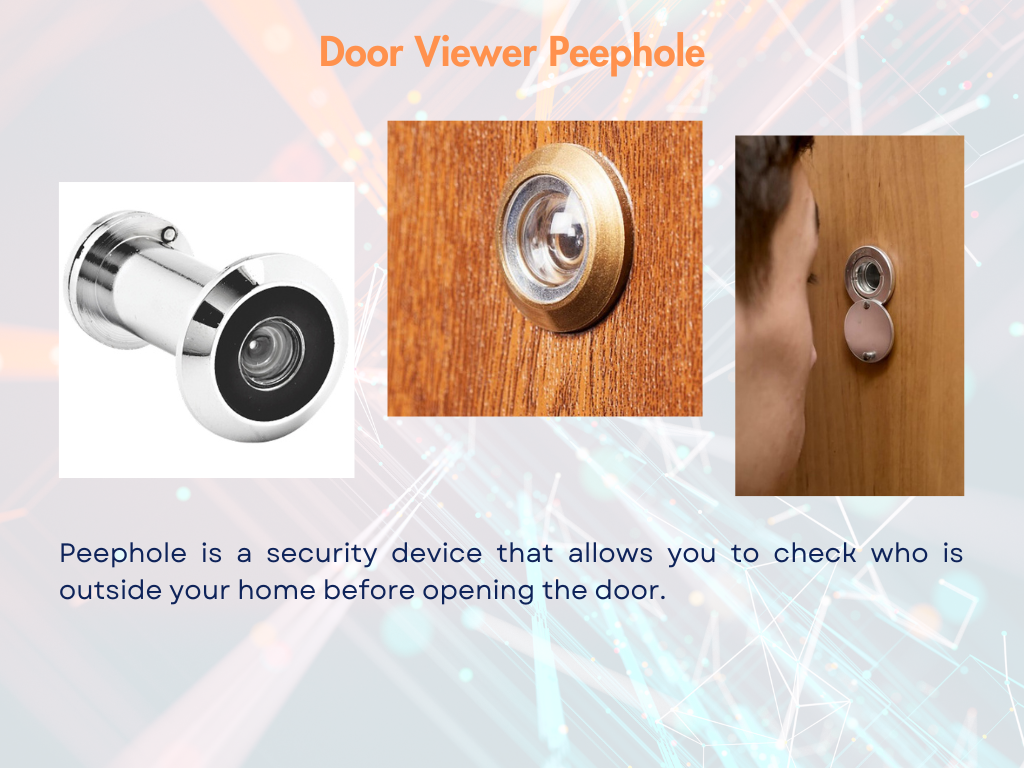 Door Viewer Peephole
Peephole is a security device that allows you to check who is
outside your home before opening the door.